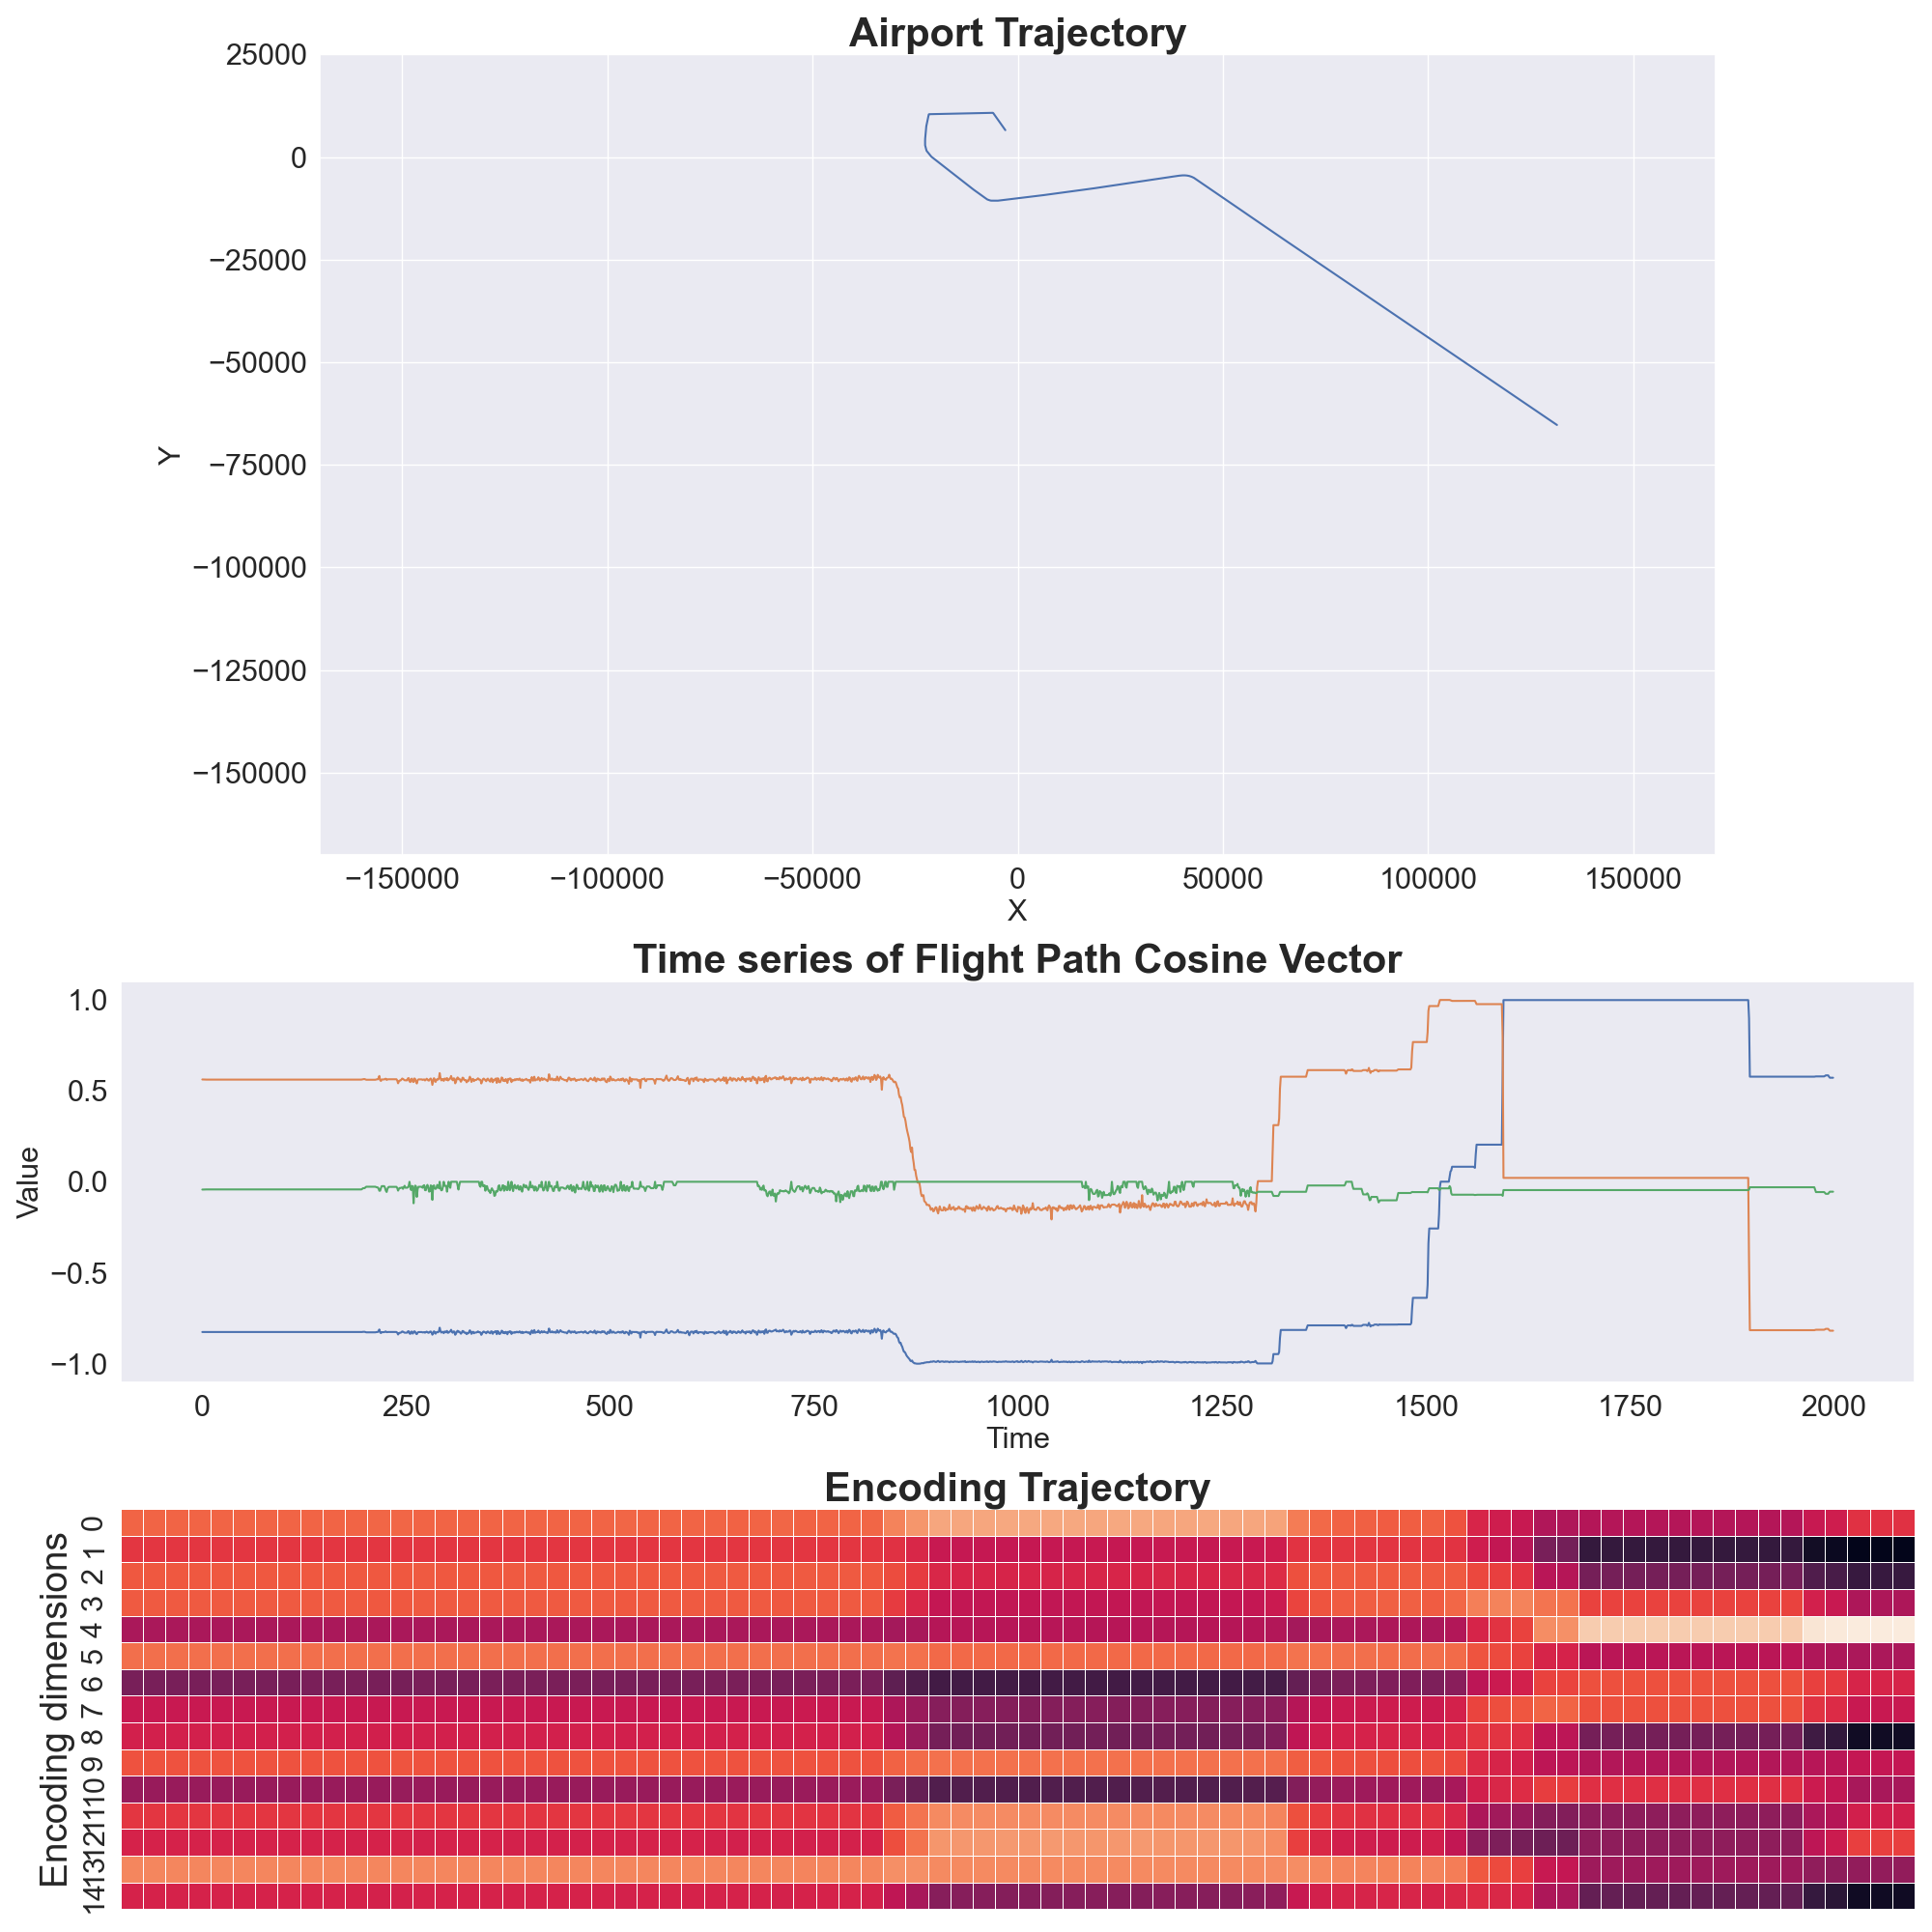 Airport Trajectory
25000
0
−25000
−50000
−75000
−100000
−125000
−150000
Y
−150000 −100000 −50000 0 50000 100000 150000
X
Time series of Flight Path Cosine Vector
1.0
0.5
0.0
−0.5
−1.0
Value
0 250 500 750 1000 1250 1500 1750 2000
Time
Encoding Trajectory
Encoding dimensions
0
1
2
3
4
5
6
7
8
9
10
11
12
13
14